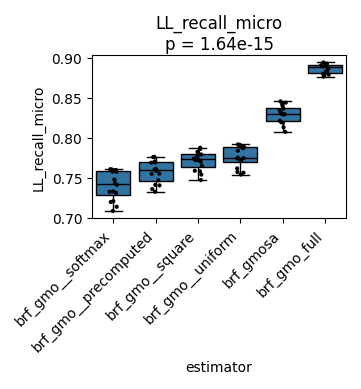 LL_recall_micro
p = 1.64e-15
LL_recall_micro
0.90
0.85
0.80
0.75
0.70
brf_gmo__softmax
brf_gmo__precomputed
brf_gmo__square
brf_gmo__uniform
brf_gmosa
brf_gmo_full
estimator